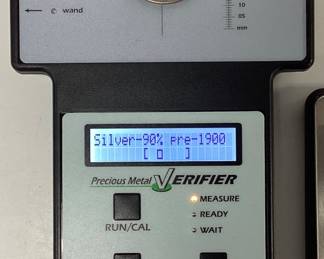 wand
10
05
mm
Silver-90% pre-1900
[ ▯ ]
Precious Metal VERIFIER
MEASURE
READY
WAIT
RUN/CAL